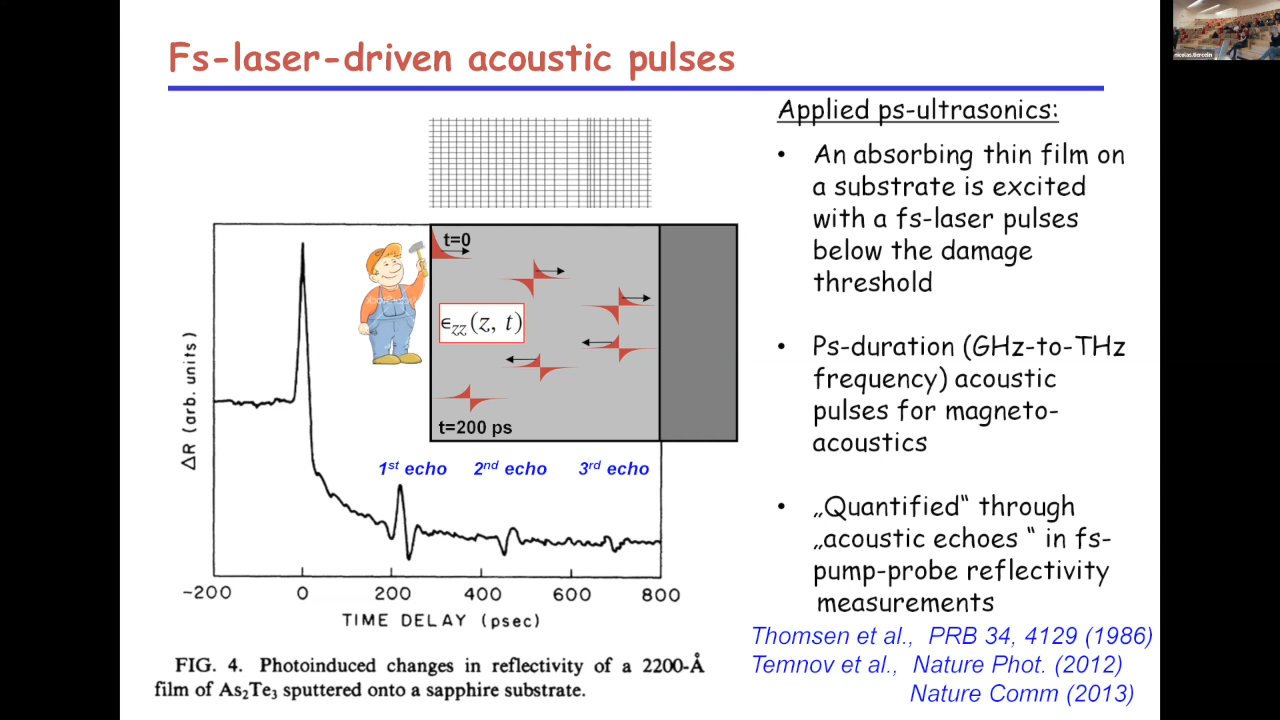 Fs-laser-driven acoustic pulses
Applied ps-ultrasonics:
• An absorbing thin film on
a substrate is excited
with a fs-laser pulses
below the damage
threshold
• Ps-duration (GHz-to-THz
frequency) acoustic
pulses for magneto-
acoustics
• „Quantified“ through
„acoustic echoes “ in fs-
pump-probe reflectivity
measurements
Thomsen et al., PRB 34, 4129 (1986)
Temnov et al., Nature Phot. (2012)
Nature Comm (2013)
t=0
ϵzz(z, t)
t=200 ps
1st echo 2nd echo 3rd echo
ΔR (arb. units)
-200 0 200 400 600 800
TIME DELAY (psec)
FIG. 4. Photoinduced changes in reflectivity of a 2200-Å
film of As2Te3 sputtered onto a sapphire substrate.